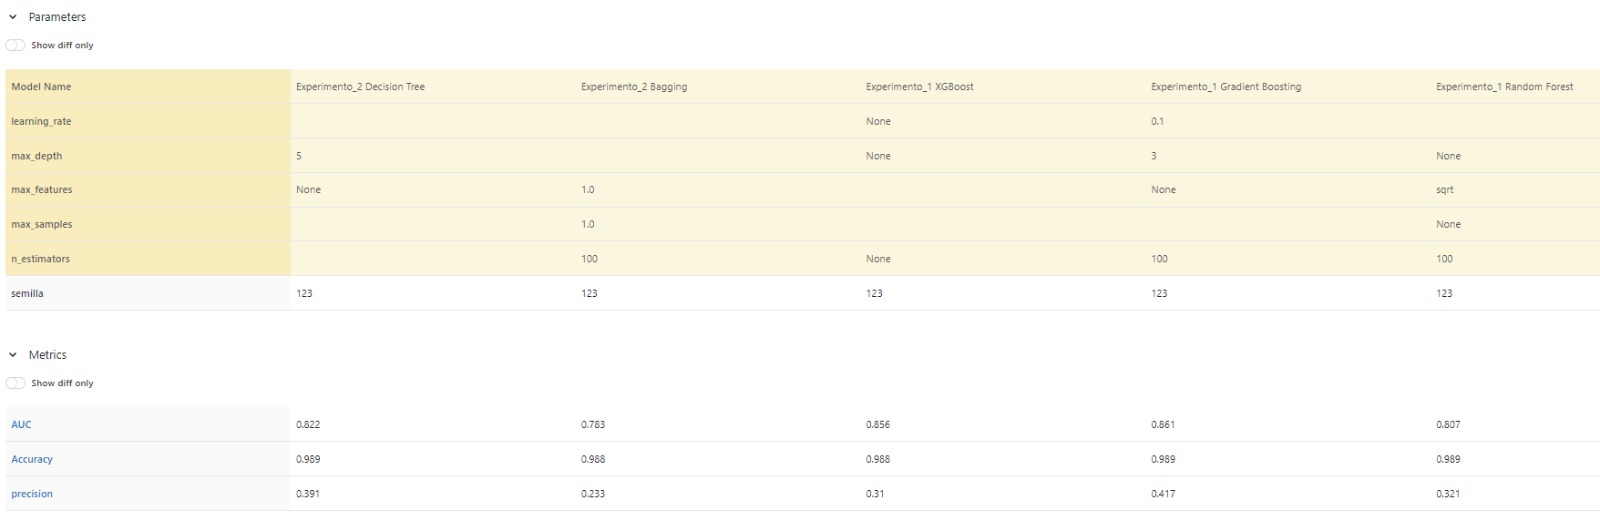 Parameters
Show diff only
Model Name Experimento_2 Decision Tree Experimento_2 Bagging Experimento_1 XGBoost Experimento_1 Gradient Boosting Experimento_1 Random Forest
learning_rate None 0.1
max_depth 5 None 3 None
max_features None 1.0 None sqrt
max_samples 1.0 None
n_estimators 100 None 100 100
semilla 123 123 123 123 123
Metrics
Show diff only
AUC 0.822 0.783 0.856 0.861 0.807
Accuracy 0.989 0.988 0.988 0.989 0.989
precision 0.391 0.233 0.31 0.417 0.321